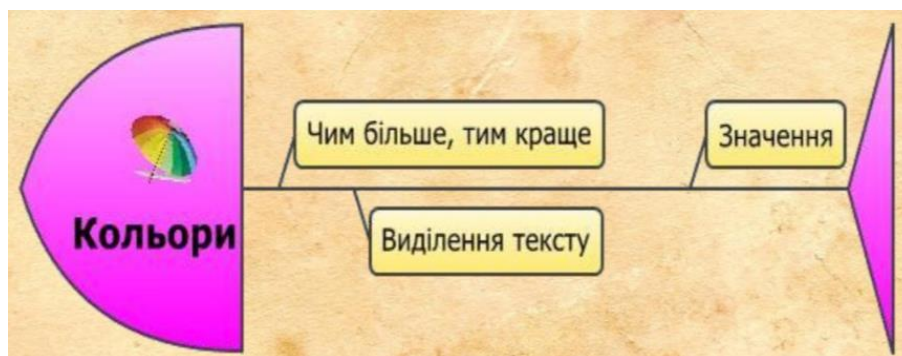 Чим більше, тим краще
Значення
Кольори
Виділення тексту